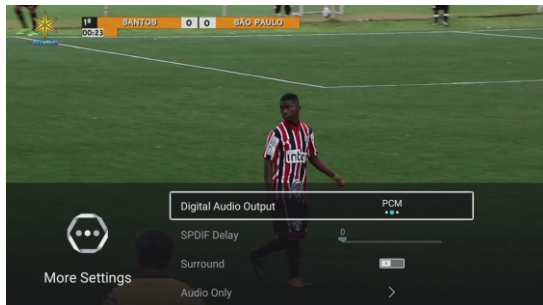 1º SANTOS 0 0 SÃO PAULO
00:23
inter
Digital Audio Output PCM
SPDIF Delay 0
Surround
More Settings
Audio Only